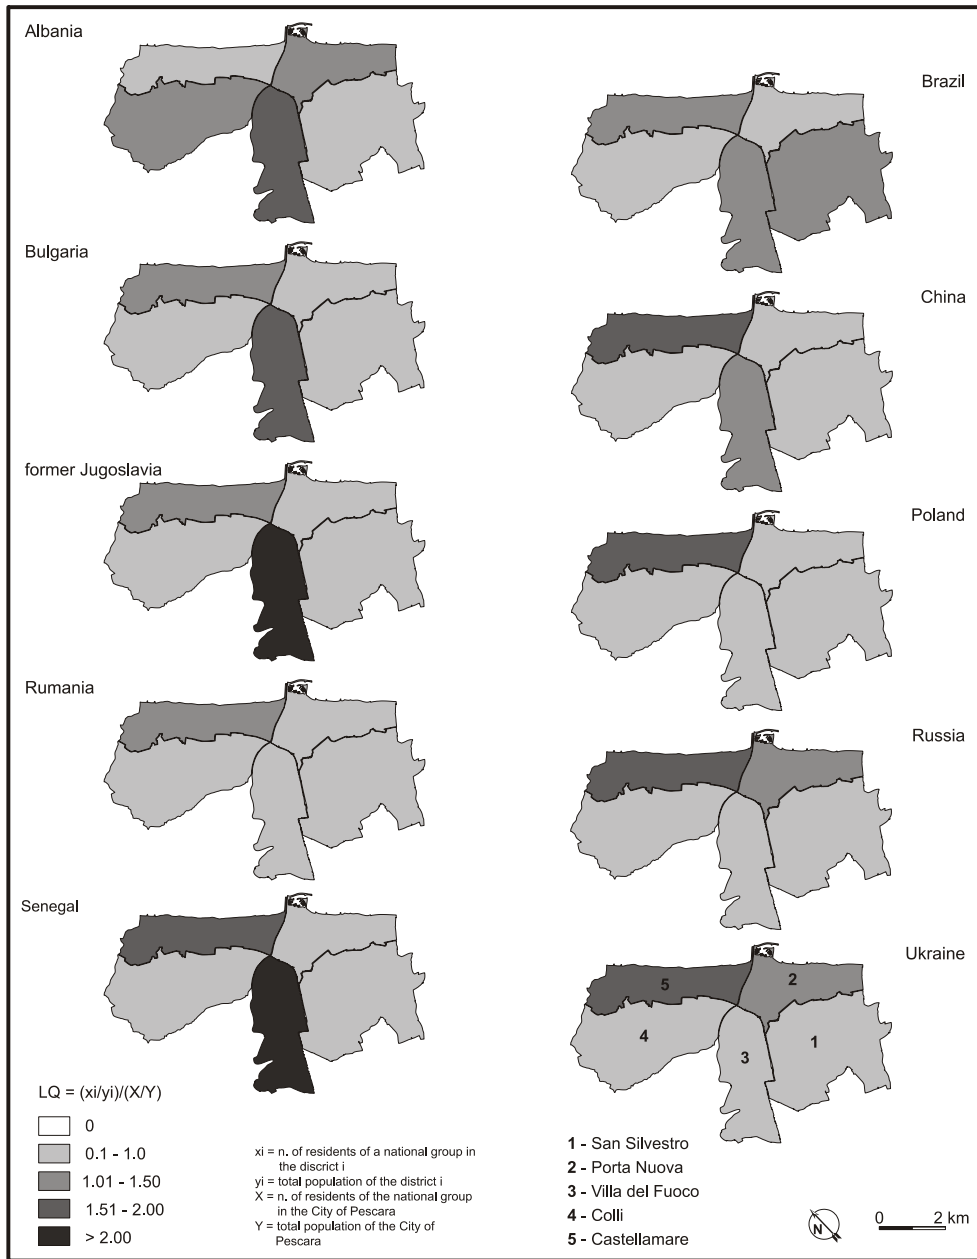 Albania
Brazil
Bulgaria
China
former Jugoslavia
Poland
Rumania
Russia
Senegal
Ukraine
5
2
4
3
1
LQ = (xi/yi)/(X/Y)
0
0.1 - 1.0
1.01 - 1.50
1.51 - 2.00
> 2.00
xi = n. of residents of a national group in
the discrict i
yi = total population of the district i
X = n. of residents of the national group
in the City of Pescara
Y = total population of the City of
Pescara
1 - San Silvestro
2 - Porta Nuova
3 - Villa del Fuoco
4 - Colli
5 - Castellamare
N
0 2 km